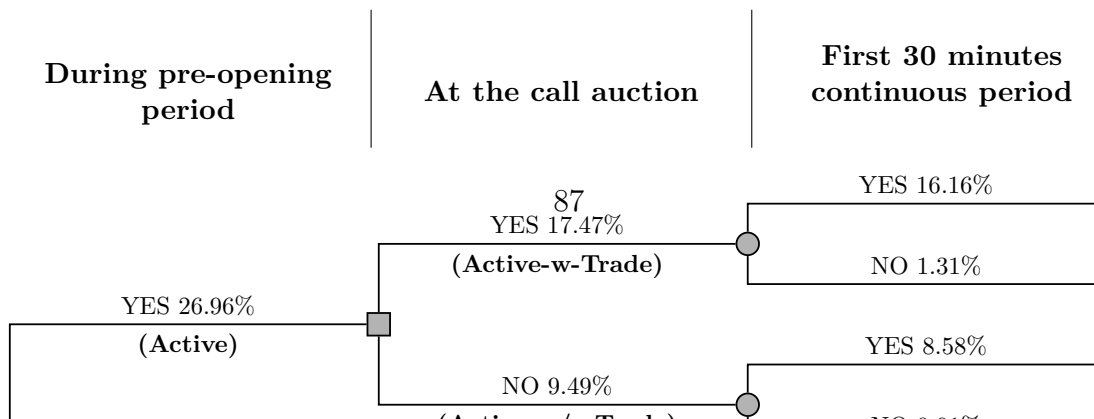 During pre-opening
period
At the call auction
First 30 minutes
continuous period
YES 16.16%
87
YES 17.47%
(Active-w-Trade)
NO 1.31%
YES 26.96%
(Active)
YES 8.58%
NO 9.49%